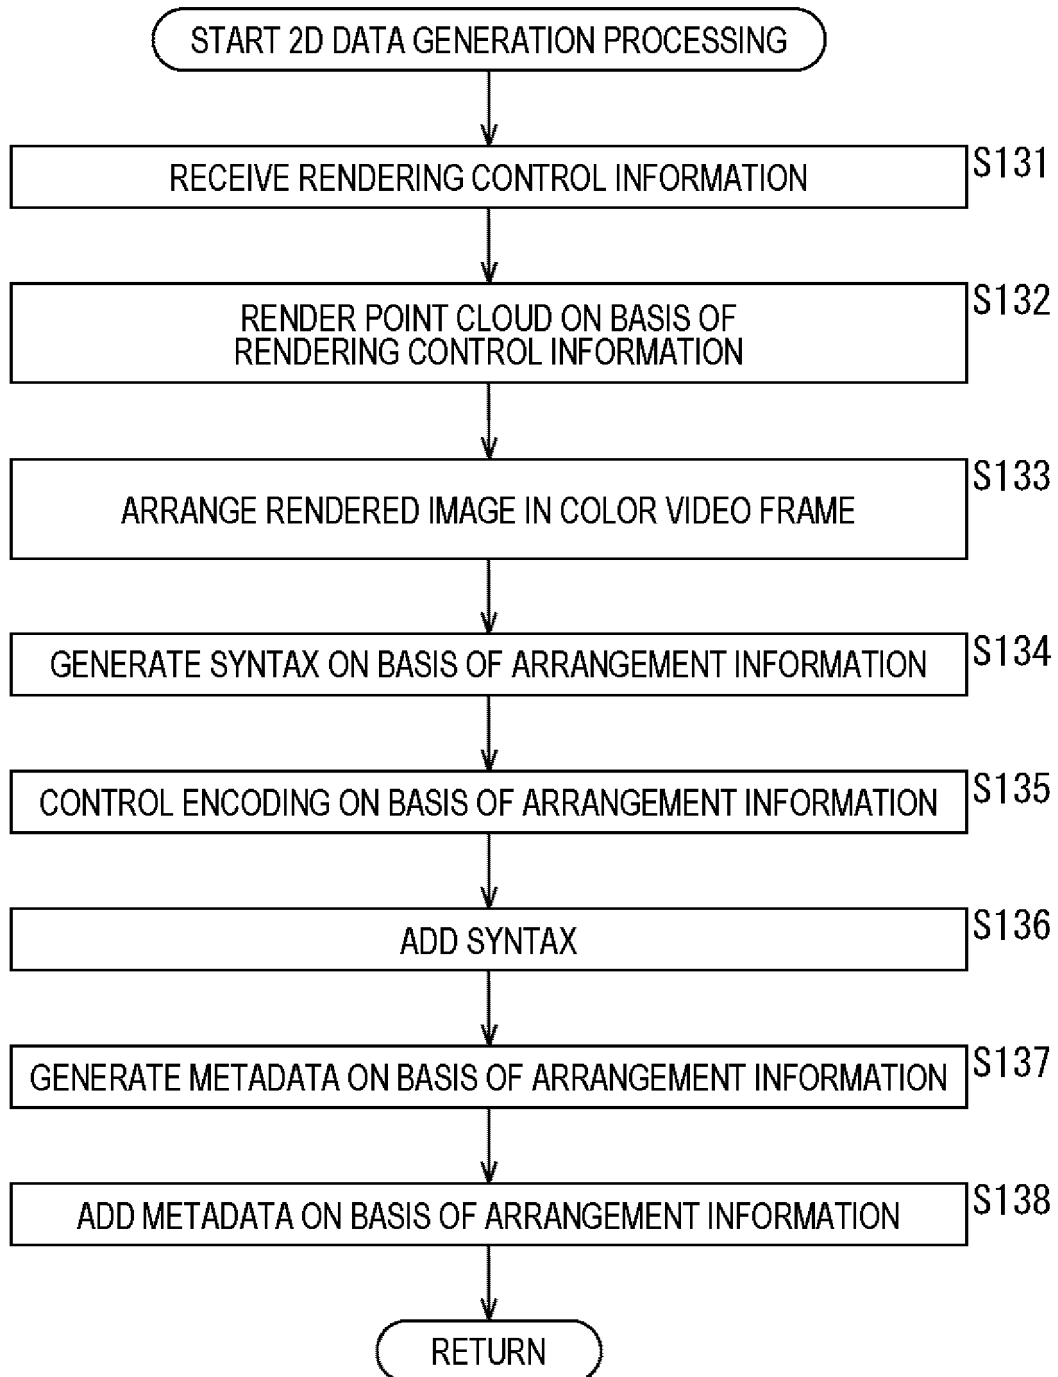 START 2D DATA GENERATION PROCESSING
RECEIVE RENDERING CONTROL INFORMATION
S131
RENDER POINT CLOUD ON BASIS OF
RENDERING CONTROL INFORMATION
S132
ARRANGE RENDERED IMAGE IN COLOR VIDEO FRAME
S133
GENERATE SYNTAX ON BASIS OF ARRANGEMENT INFORMATION
S134
CONTROL ENCODING ON BASIS OF ARRANGEMENT INFORMATION
S135
ADD SYNTAX
S136
GENERATE METADATA ON BASIS OF ARRANGEMENT INFORMATION
S137
ADD METADATA ON BASIS OF ARRANGEMENT INFORMATION
S138
RETURN